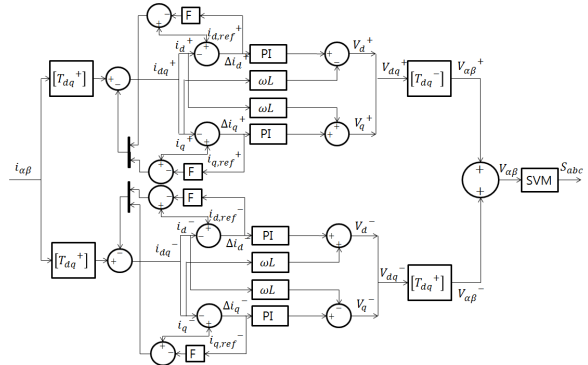 F
i_d,ref^+
i_d^+
Δi_d^+
PI
V_d^+
[T_dq^+]
i_dq^+
ωL
V_dq^+
[T_dq^-]
V_αβ^+
ωL
i_q^+
Δi_q^+
PI
V_q^+
i_q,ref^+
F
i_αβ
V_αβ
SVM
S_abc
F
i_d,ref^-
i_d^-
Δi_d^-
PI
V_d^-
[T_dq^+]
i_dq^-
ωL
V_dq^-
[T_dq^+]
V_αβ^-
ωL
i_q^-
Δi_q^-
PI
V_q^-
i_q,ref^-
F